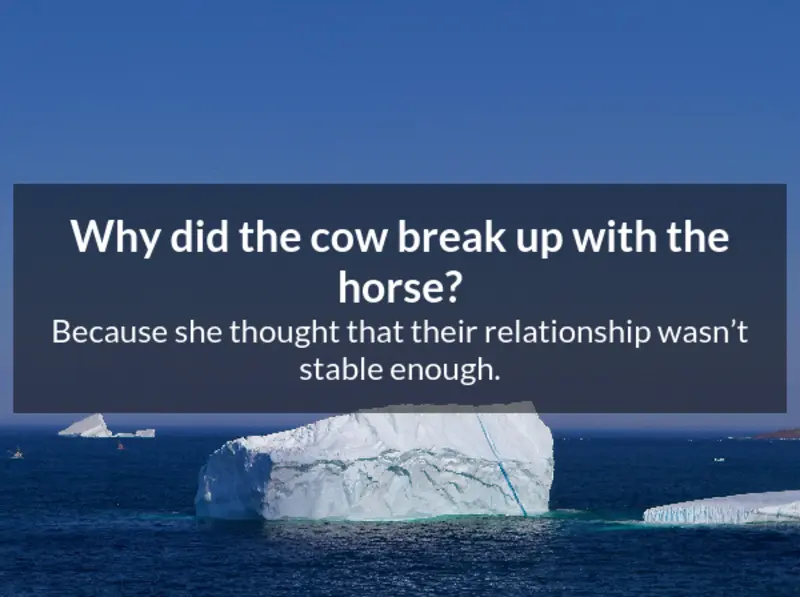 Why did the cow break up with the
horse?
Because she thought that their relationship wasn’t
stable enough.